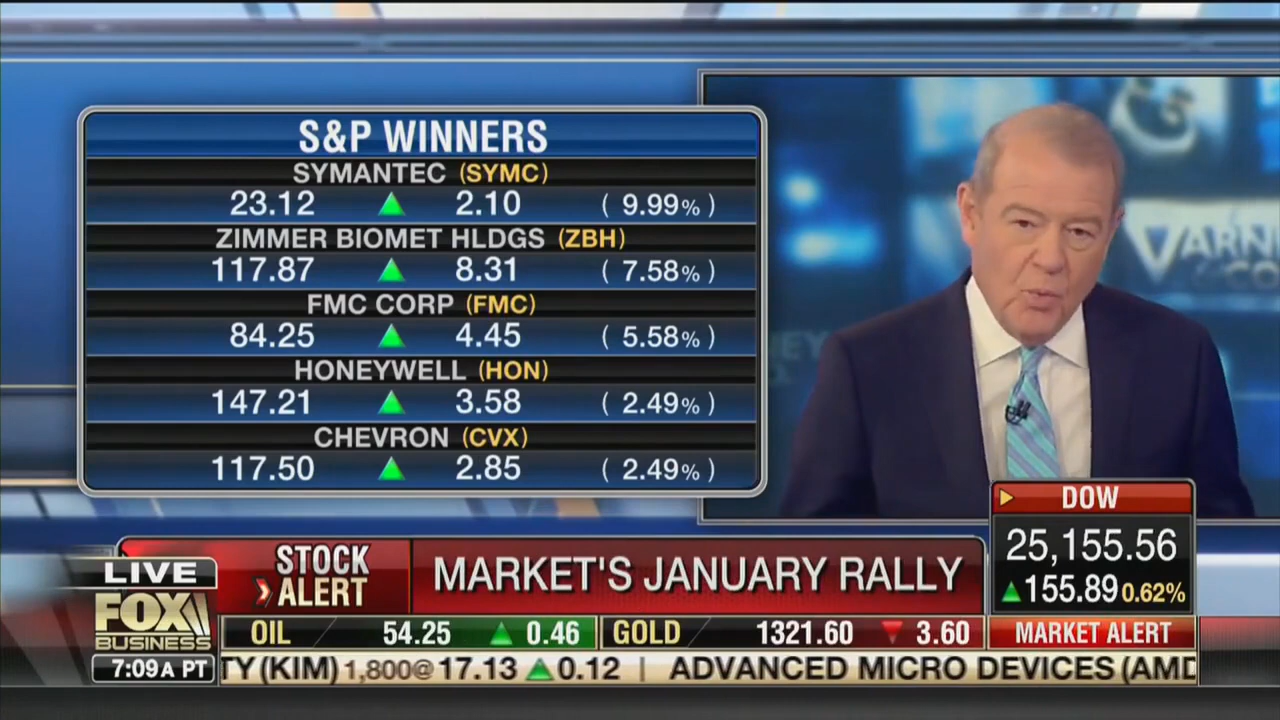 S&P WINNERS
SYMANTEC (SYMC)
23.12 ▲ 2.10 ( 9.99% )
ZIMMER BIOMET HLDGS (ZBH)
117.87 ▲ 8.31 ( 7.58% )
FMC CORP (FMC)
84.25 ▲ 4.45 ( 5.58% )
HONEYWELL (HON)
147.21 ▲ 3.58 ( 2.49% )
CHEVRON (CVX)
117.50 ▲ 2.85 ( 2.49% )
VARN
& CO
DOW
25,155.56
▲ 155.89 0.62%
MARKET ALERT
STOCK
ALERT
MARKET'S JANUARY RALLY
LIVE
FOX
BUSINESS
7:09A PT
OIL 54.25 ▲ 0.46 GOLD 1321.60 ▼ 3.60
TY (KIM) 1,800@17.13 ▲ 0.12 | ADVANCED MICRO DEVICES (AMD